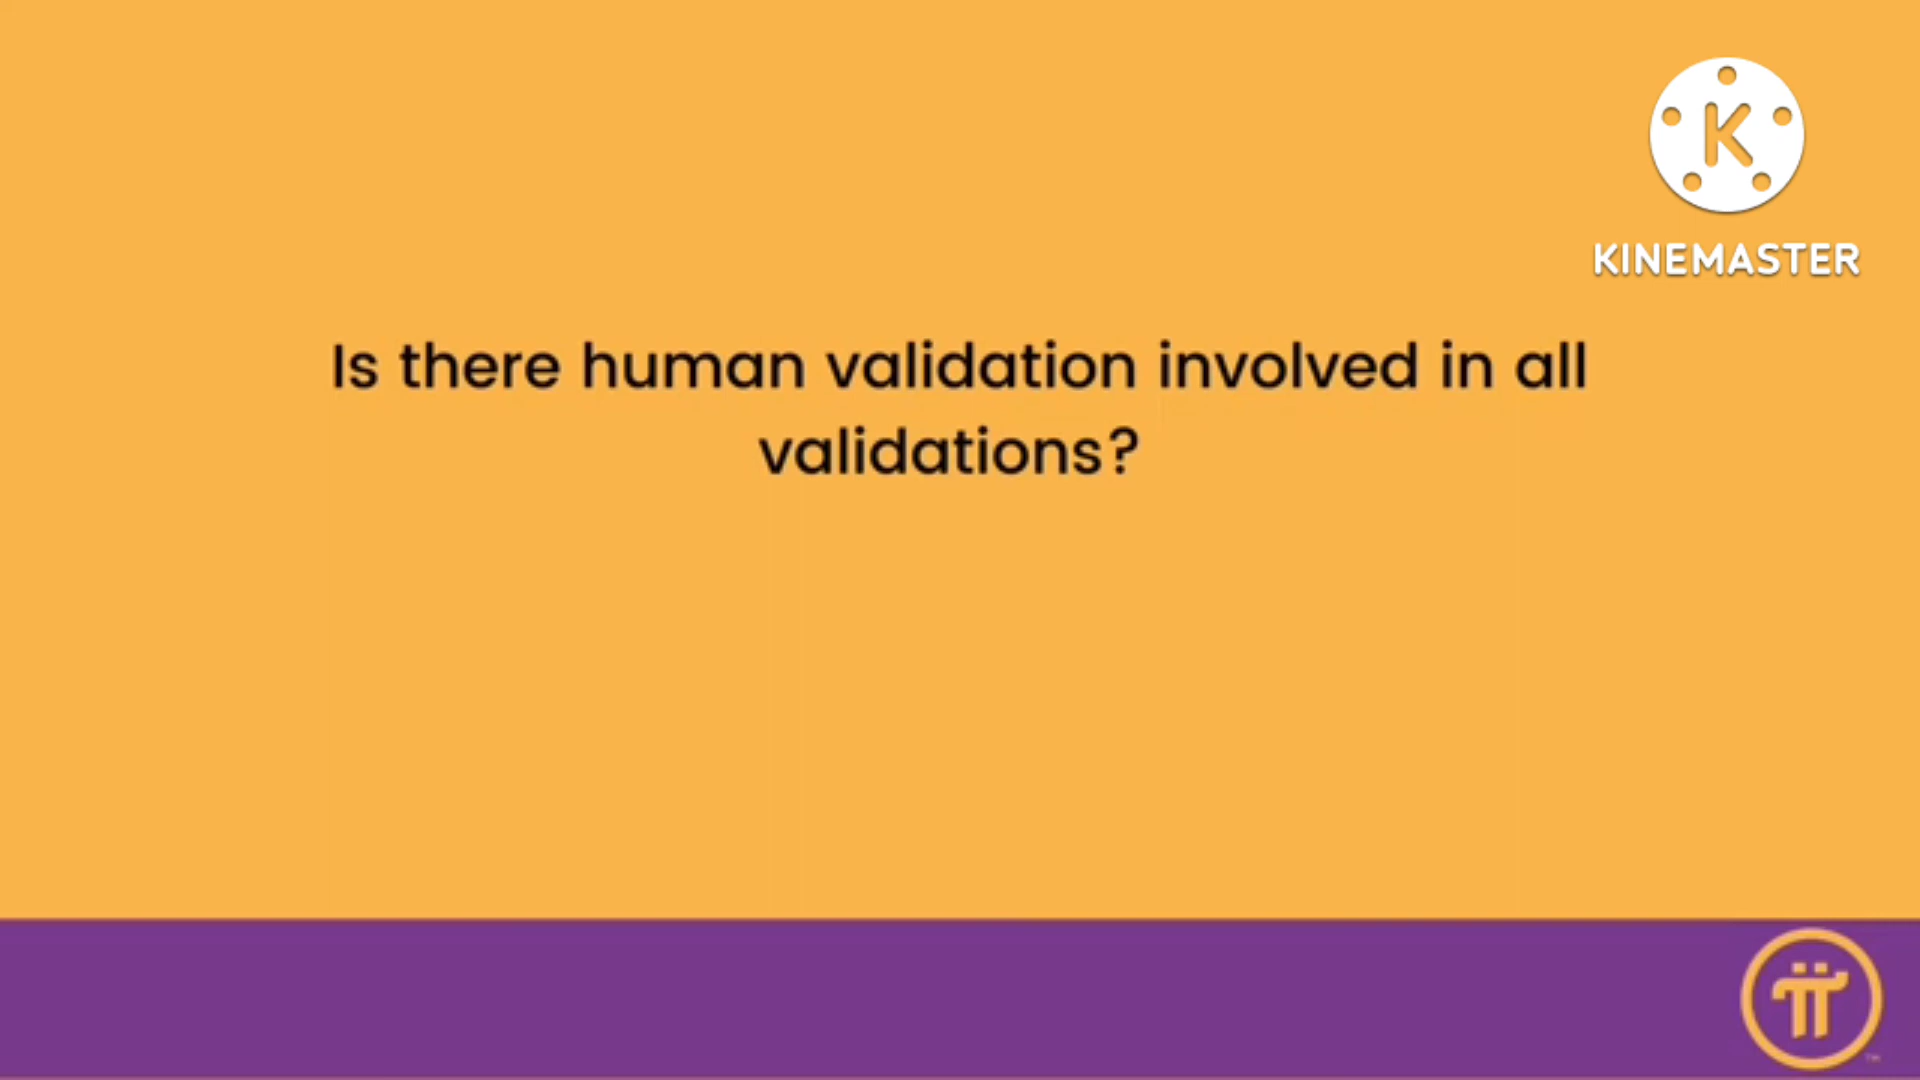 KINEMASTER
Is there human validation involved in all
validations?